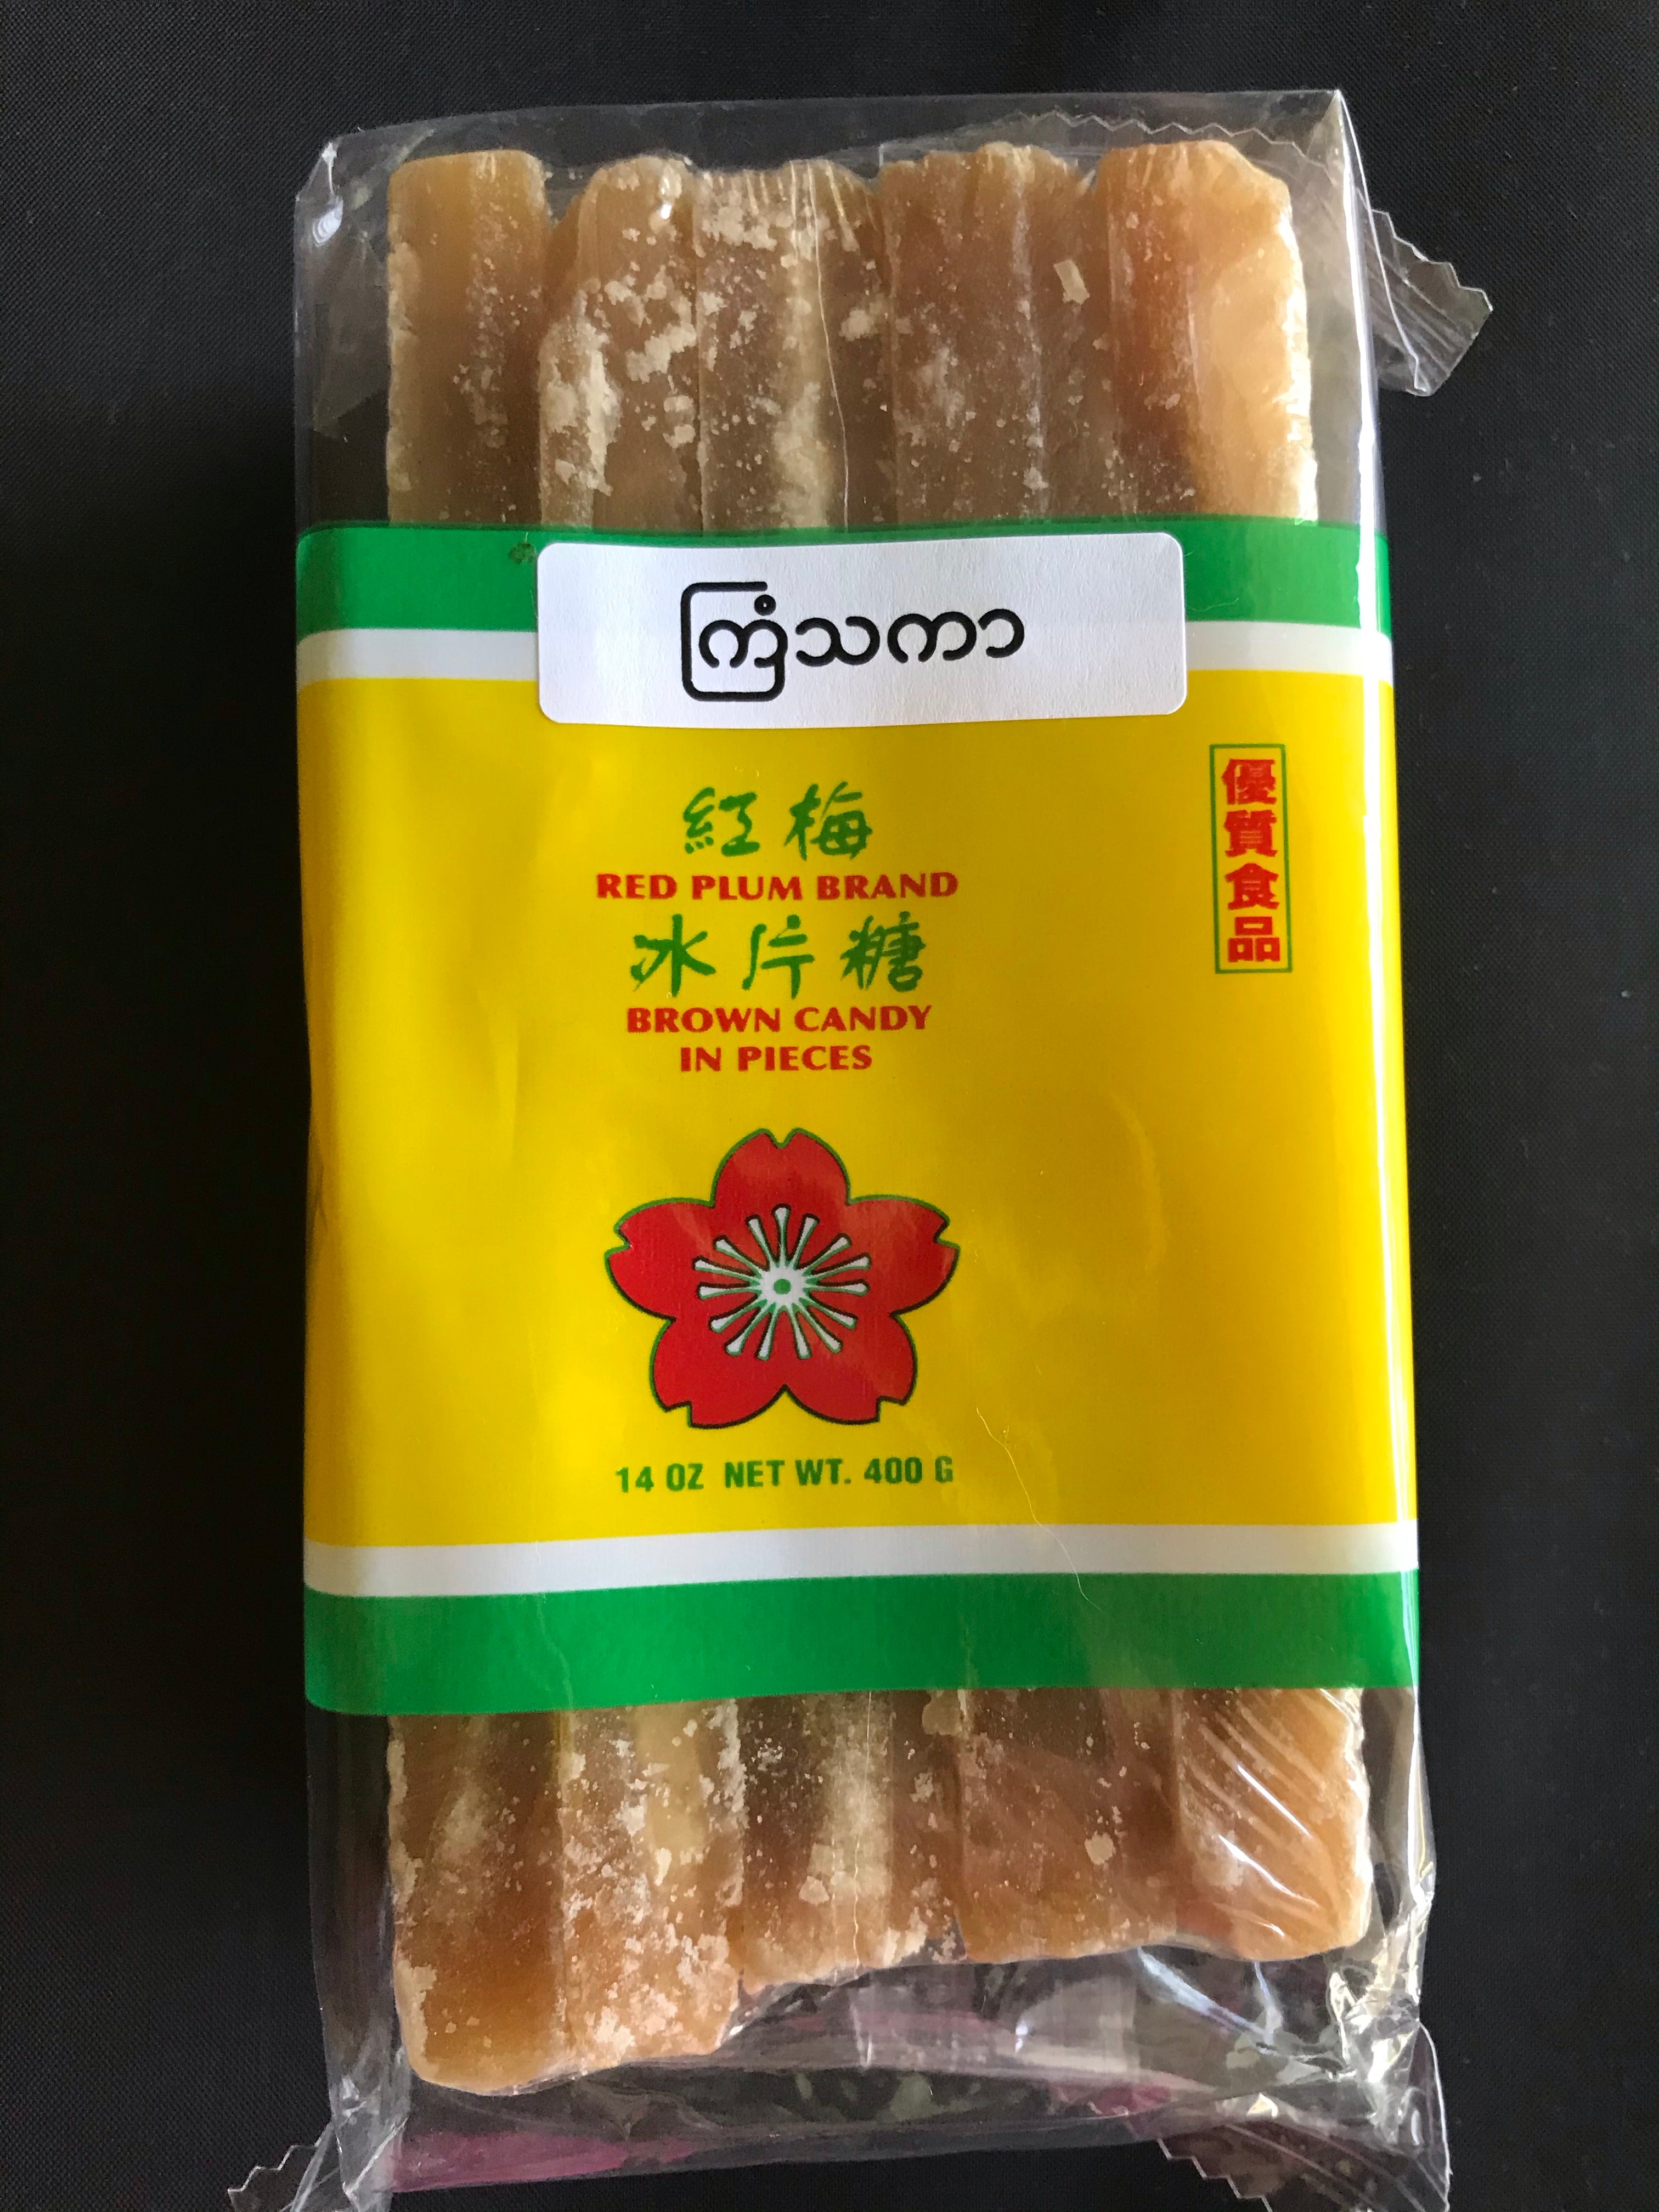 ကြံသကာ
紅梅
RED PLUM BRAND
冰片糖
BROWN CANDY
IN PIECES
優質食品
14 OZ NET WT. 400 G